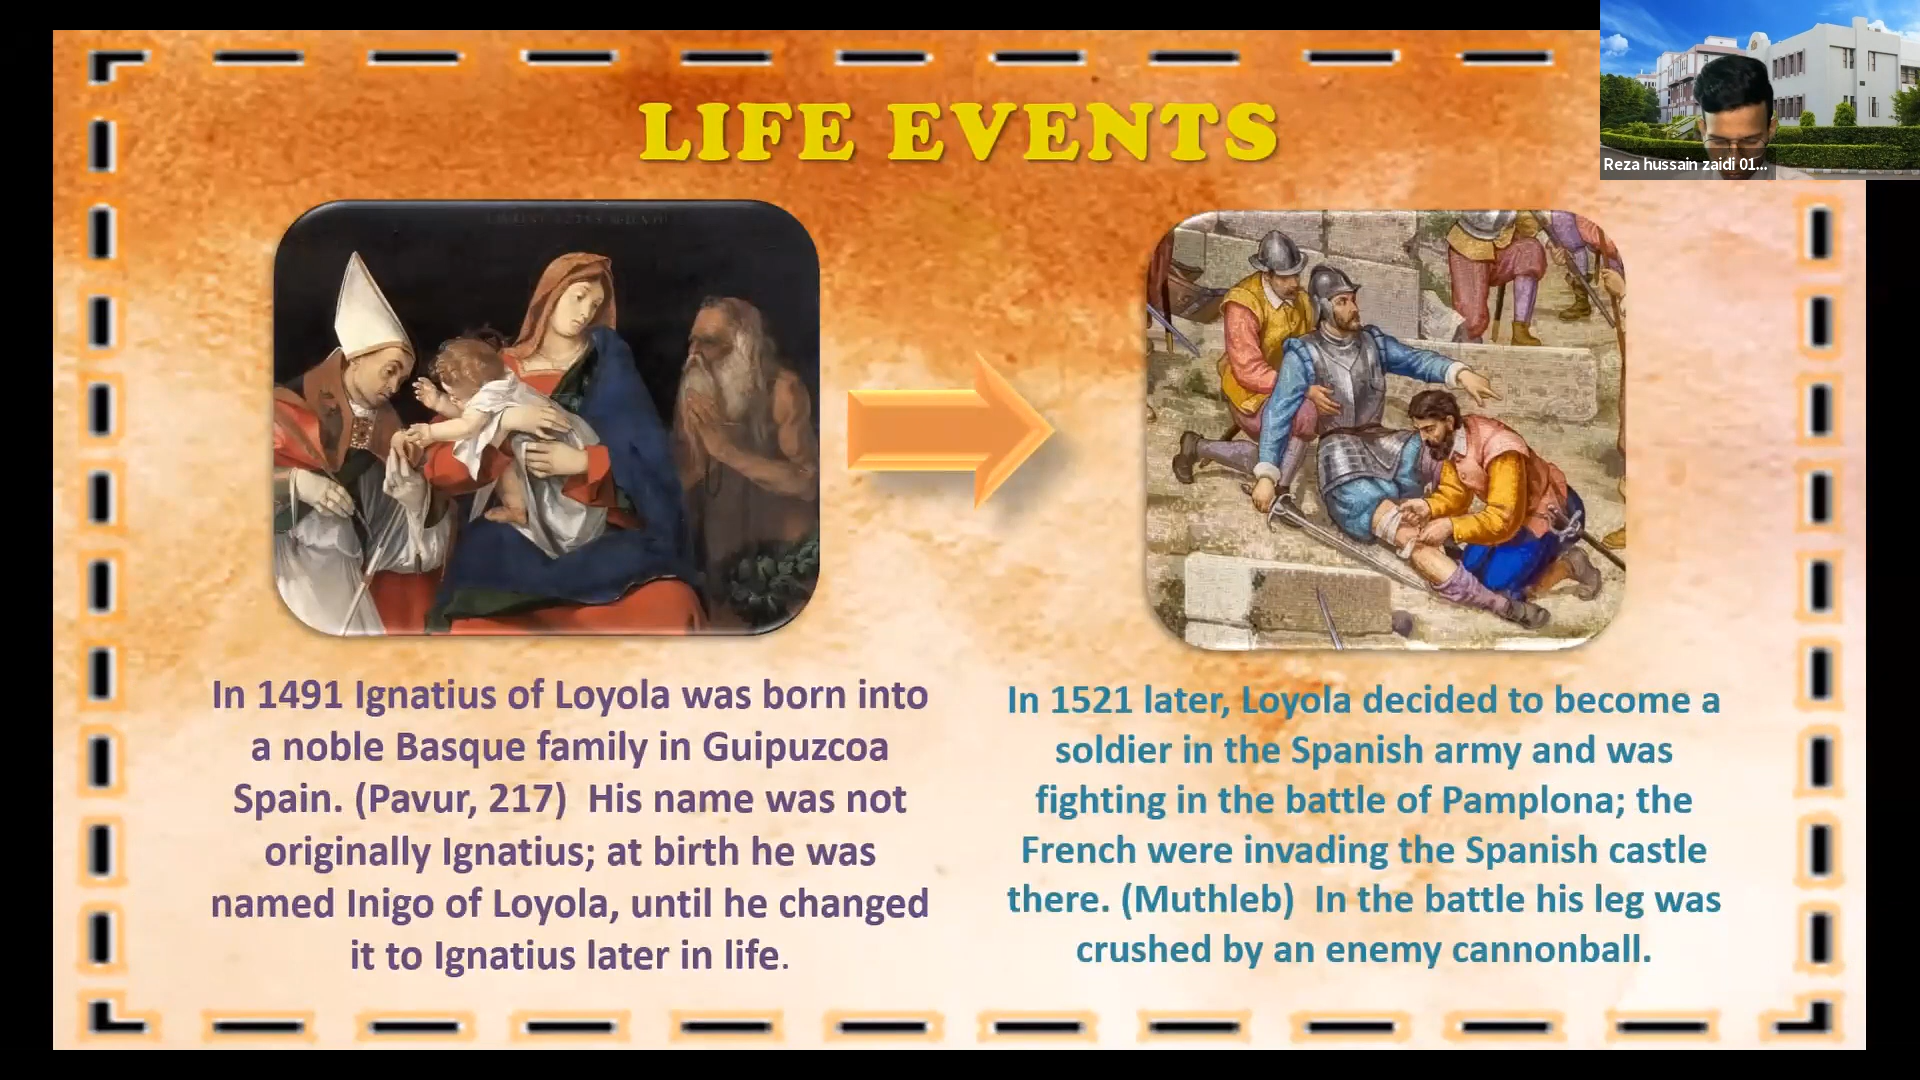 LIFE EVENTS
Reza hussain zaidi 01...
In 1491 Ignatius of Loyola was born into
a noble Basque family in Guipuzcoa
Spain. (Pavur, 217)  His name was not
originally Ignatius; at birth he was
named Inigo of Loyola, until he changed
it to Ignatius later in life.
In 1521 later, Loyola decided to become a
soldier in the Spanish army and was
fighting in the battle of Pamplona; the
French were invading the Spanish castle
there. (Muthleb)  In the battle his leg was
crushed by an enemy cannonball.